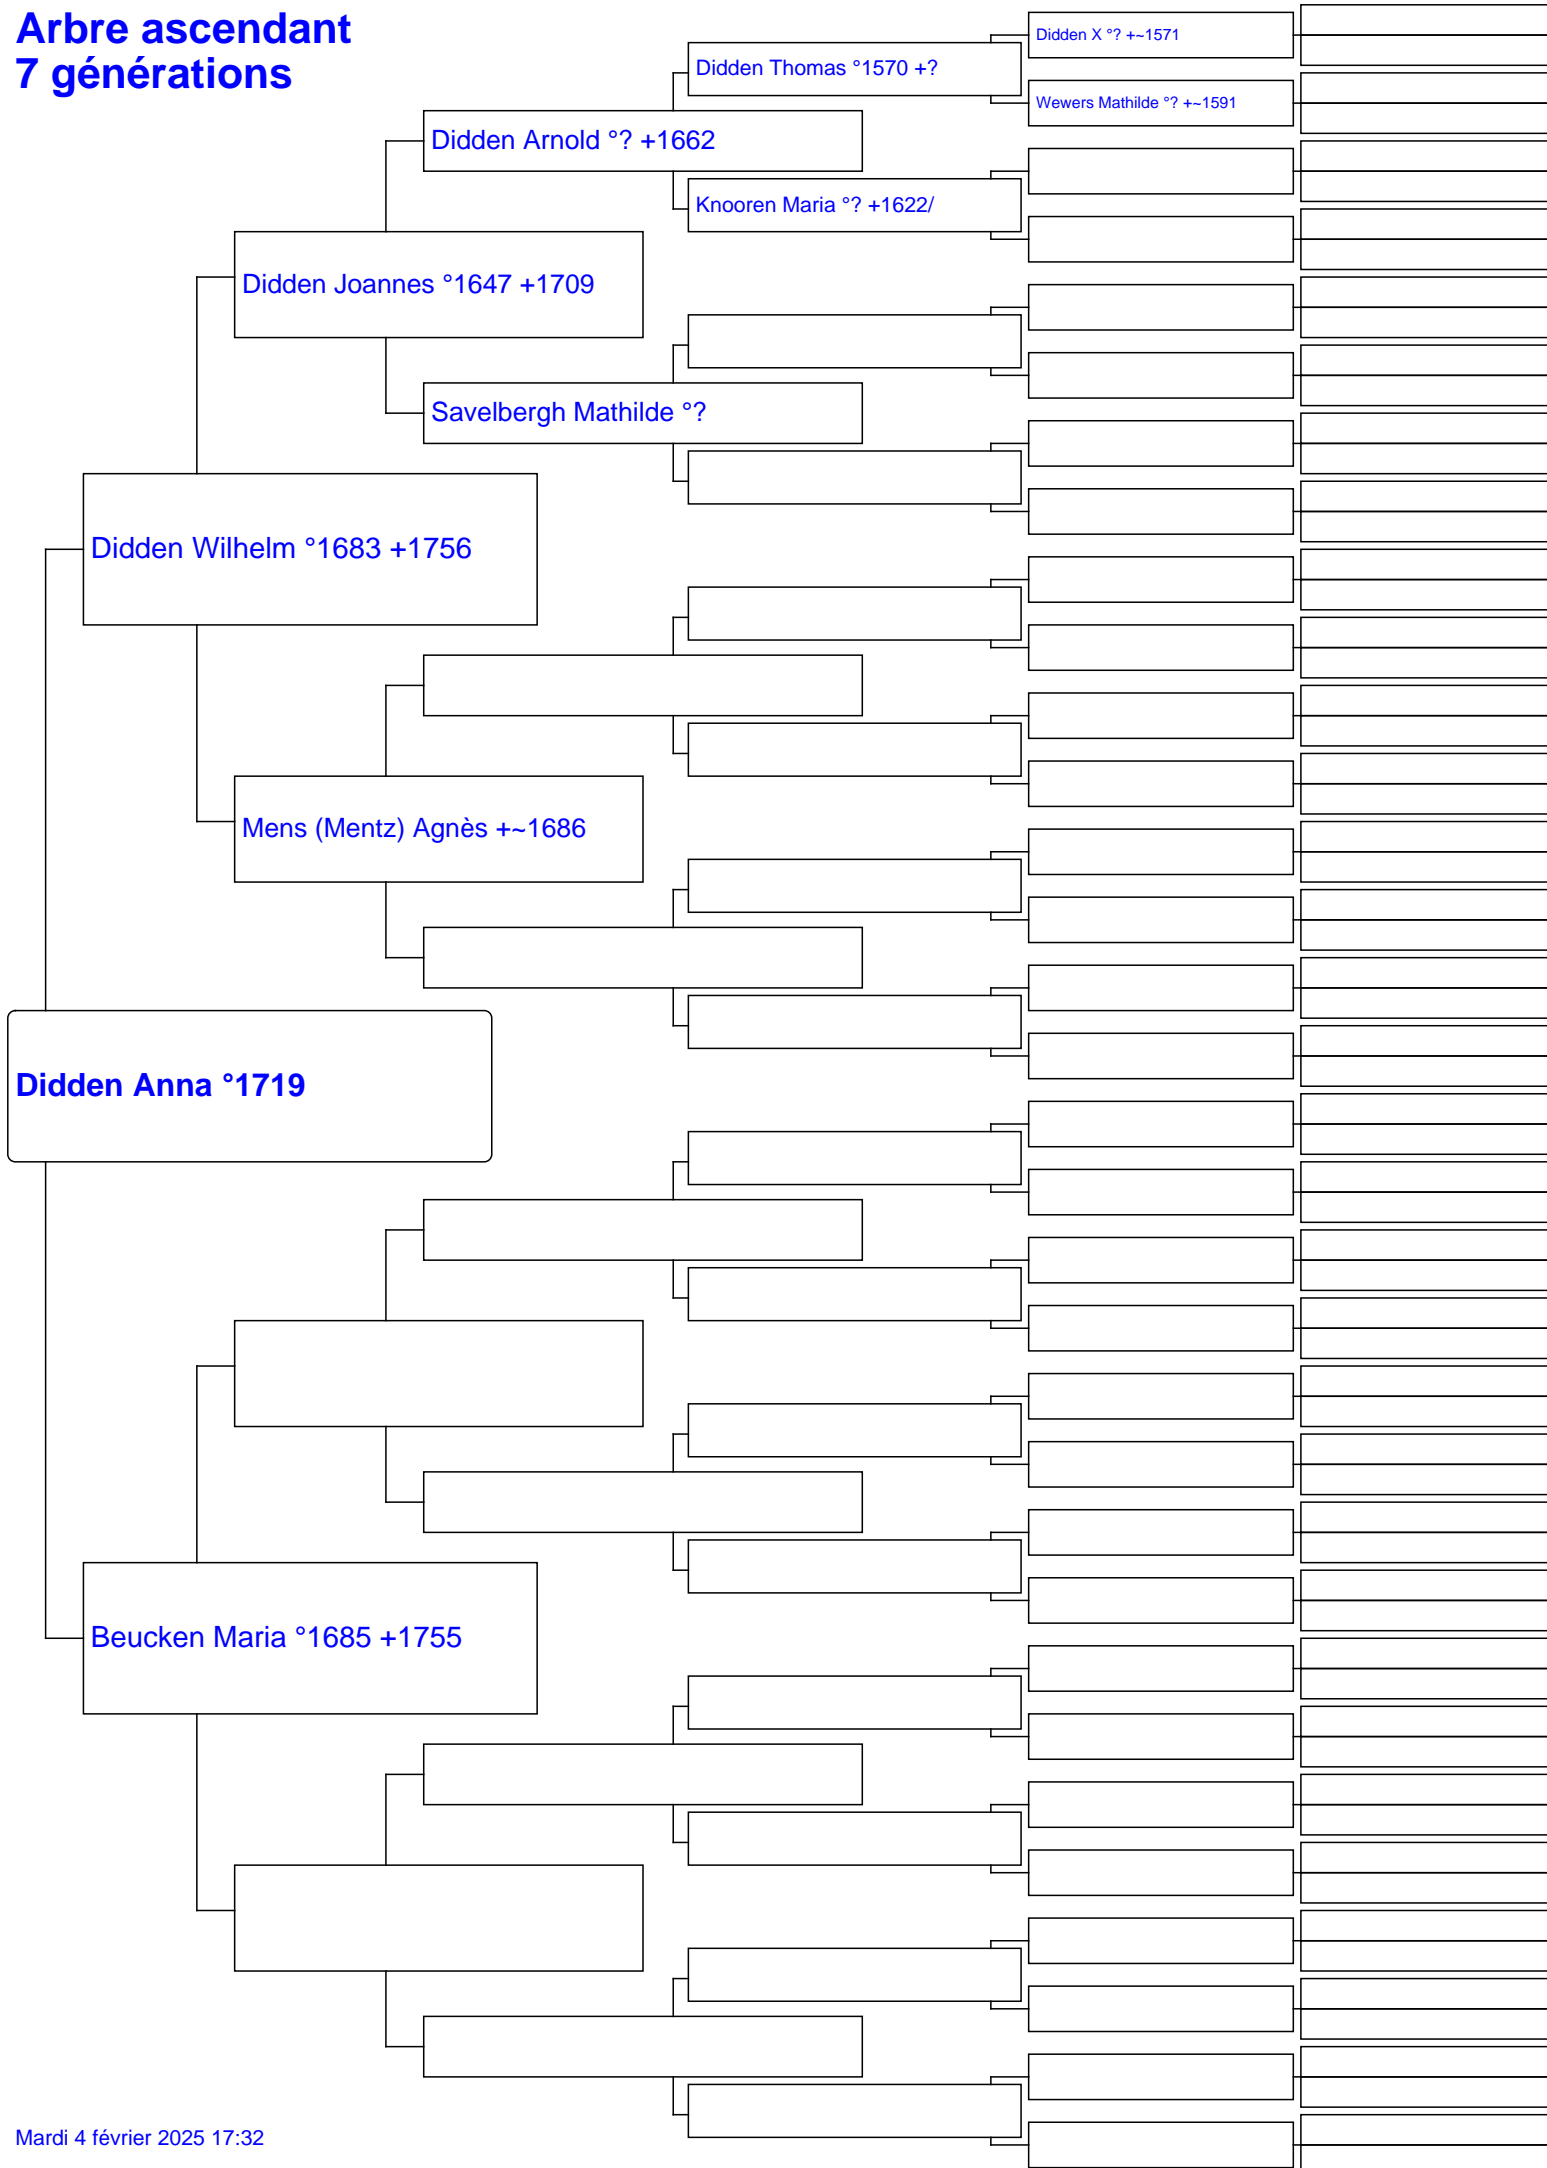 Arbre ascendant
7 générations
Didden X °? +~1571
Didden Thomas °1570 +?
Wewers Mathilde °? +~1591
Didden Arnold °? +1662
Knooren Maria °? +1622/
Didden Joannes °1647 +1709
Savelbergh Mathilde °?
Didden Wilhelm °1683 +1756
Mens (Mentz) Agnès +~1686
Didden Anna °1719
Beucken Maria °1685 +1755
Mardi 4 février 2025 17:32